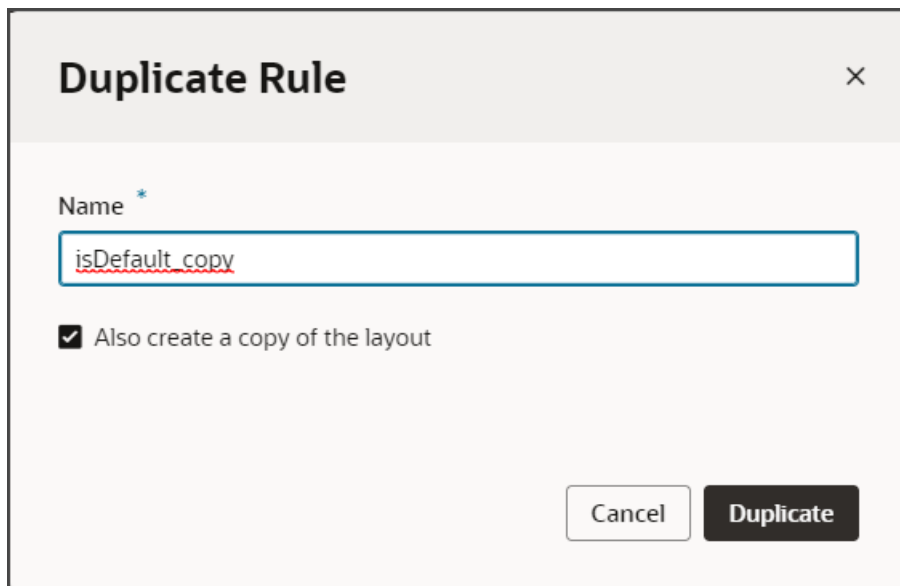 Duplicate Rule
Name *
isDefault_copy
Also create a copy of the layout
Cancel Duplicate